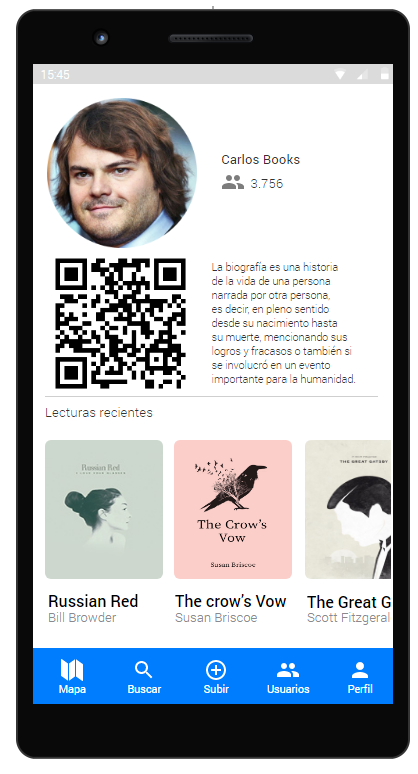 15:45
Carlos Books
3.756
La biografía es una historia
de la vida de una persona
narrada por otra persona,
es decir, en pleno sentido
desde su nacimiento hasta
su muerte, mencionando sus
logros y fracasos o también si
se involucró en un evento
importante para la humanidad.
Lecturas recientes
Russian Red
THE GREAT GATSBY
The Crow's
Vow
Susan Briscoe
Russian Red
The crow's Vow
The Great G
Bill Browder
Susan Briscoe
Scott Fitzgeral
Mapa
Buscar
Subir
Usuarios
Perfil